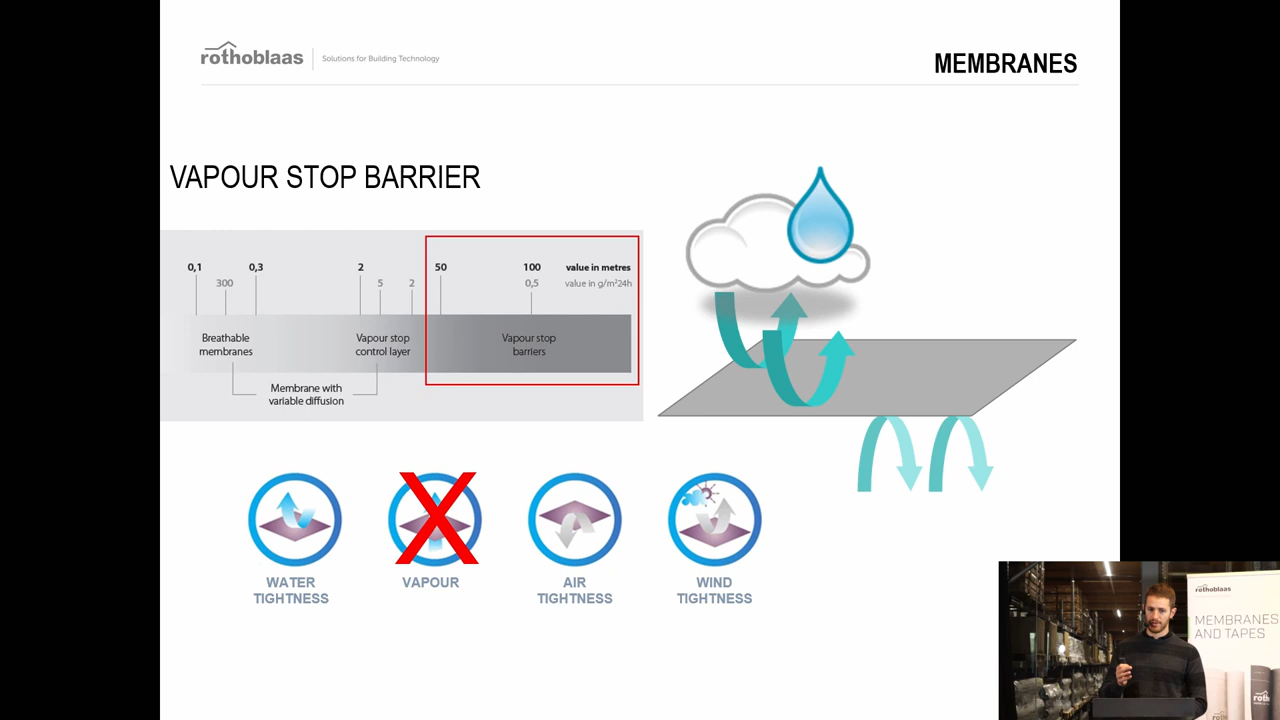 rothoblaas
Solutions for Building Technology
MEMBRANES
VAPOUR STOP BARRIER
0,1
0,3
2
50
100
value in metres
300
5
2
0,5
value in g/m²24h
Breathable
membranes
Vapour stop
control layer
Vapour stop
barriers
Membrane with
variable diffusion
X
WATER
TIGHTNESS
VAPOUR
AIR
TIGHTNESS
WIND
TIGHTNESS
rothoblaas
MEMBRANES
AND TAPES